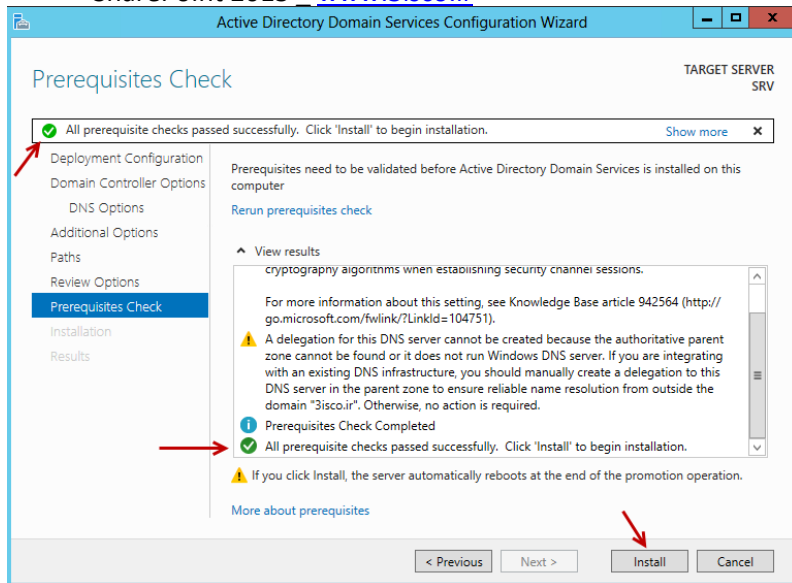 SharePoint 2013 _ www.3isco.ir
Active Directory Domain Services Configuration Wizard
Prerequisites Check
TARGET SERVER
SRV
All prerequisite checks passed successfully. Click 'Install' to begin installation.
Show more
Deployment Configuration
Domain Controller Options
DNS Options
Additional Options
Paths
Review Options
Prerequisites Check
Installation
Results
Prerequisites need to be validated before Active Directory Domain Services is installed on this
computer
Rerun prerequisites check
View results
cryptography algorithms when establishing security channel sessions.
For more information about this setting, see Knowledge Base article 942564 (http://
go.microsoft.com/fwlink/?LinkId=104751).
A delegation for this DNS server cannot be created because the authoritative parent
zone cannot be found or it does not run Windows DNS server. If you are integrating
with an existing DNS infrastructure, you should manually create a delegation to this
DNS server in the parent zone to ensure reliable name resolution from outside the
domain "3isco.ir". Otherwise, no action is required.
Prerequisites Check Completed
All prerequisite checks passed successfully. Click 'Install' to begin installation.
If you click Install, the server automatically reboots at the end of the promotion operation.
More about prerequisites
< Previous
Next >
Install
Cancel